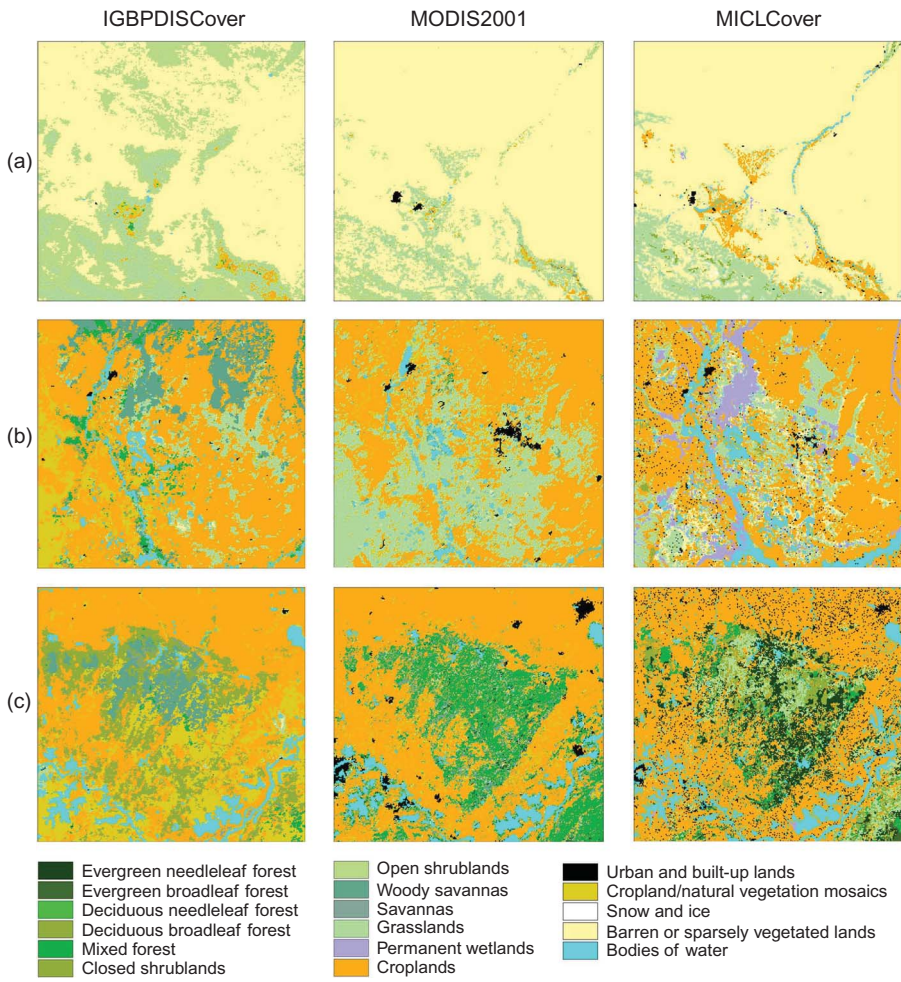 IGBPDISCover MODIS2001 MICLCover
(a)
(b)
(c)
Evergreen needleleaf forest
Evergreen broadleaf forest
Deciduous needleleaf forest
Deciduous broadleaf forest
Mixed forest
Closed shrublands
Open shrublands
Woody savannas
Savannas
Grasslands
Permanent wetlands
Croplands
Urban and built-up lands
Cropland/natural vegetation mosaics
Snow and ice
Barren or sparsely vegetated lands
Bodies of water